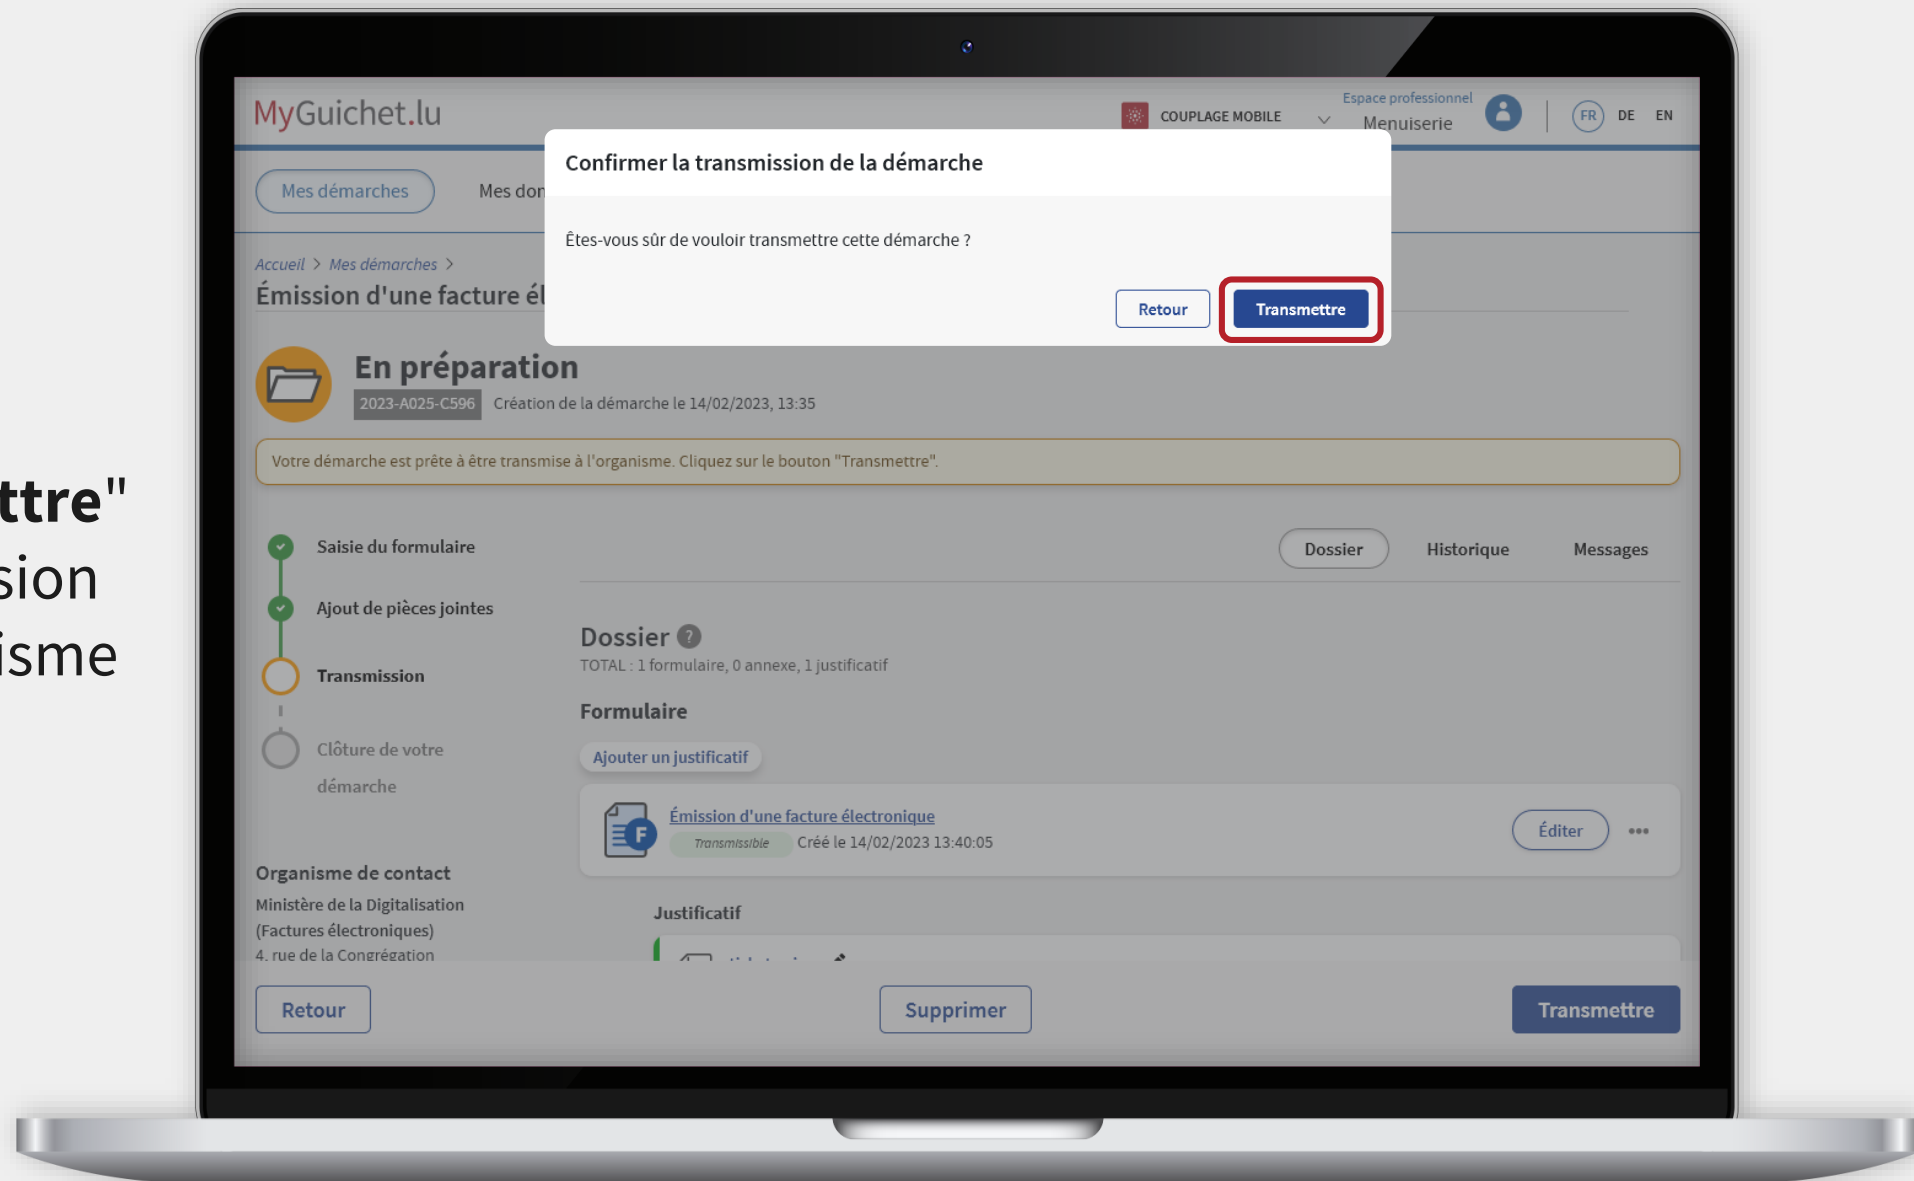 ttre"
sion
isme
MyGuichet.lu
COUPLAGE MOBILE
Espace professionnel
Menuiserie
FR DE EN
Confirmer la transmission de la démarche
Mes démarches
Mes don
Êtes-vous sûr de vouloir transmettre cette démarche ?
Accueil > Mes démarches >
Émission d'une facture él
Retour
Transmettre
En préparation
2023-A025-C596 Création de la démarche le 14/02/2023, 13:35
Votre démarche est prête à être transmise à l'organisme. Cliquez sur le bouton "Transmettre".
Saisie du formulaire
Ajout de pièces jointes
Transmission
Clôture de votre
démarche
Organisme de contact
Ministère de la Digitalisation
(Factures électroniques)
4, rue de la Congrégation
Dossier Historique Messages
Dossier ?
TOTAL : 1 formulaire, 0 annexe, 1 justificatif
Formulaire
Ajouter un justificatif
F
Émission d'une facture électronique
Transmissible Créé le 14/02/2023 13:40:05
Éditer
Justificatif
Retour
Supprimer
Transmettre